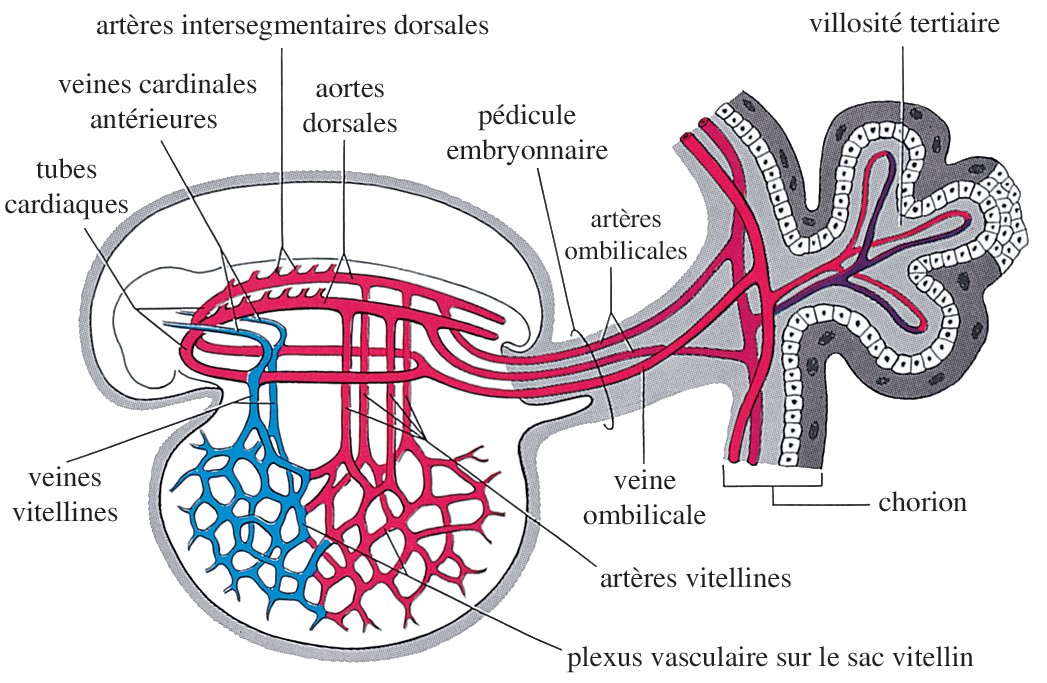 artères intersegmentaires dorsales
villosité tertiaire
veines cardinales
antérieures
aortes
dorsales
pédicule
embryonnaire
tubes
cardiaques
artères
ombilicales
veines
vitellines
veine
ombilicale
chorion
artères vitellines
plexus vasculaire sur le sac vitellin